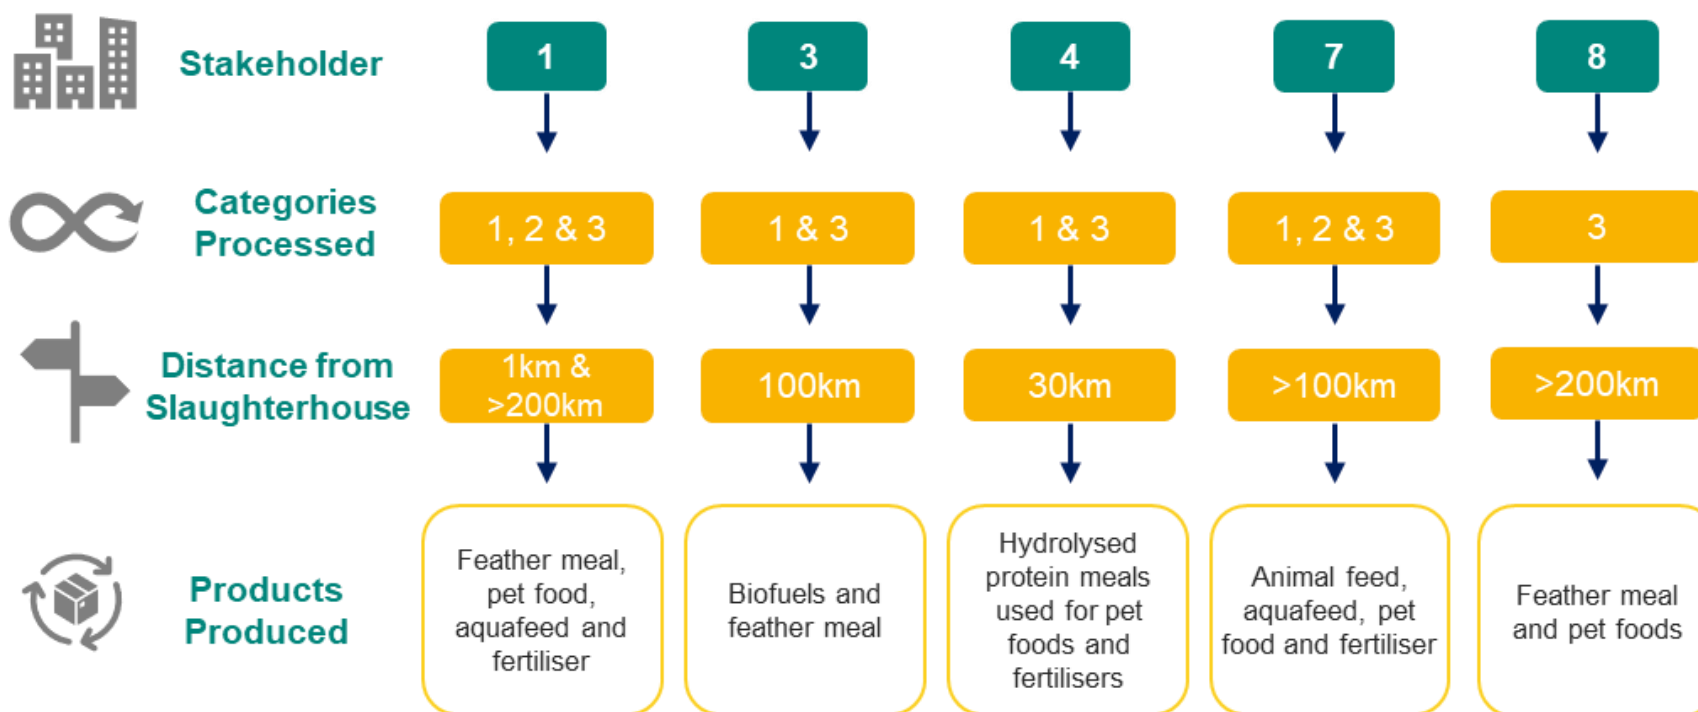 Stakeholder
1
3
4
7
8
Categories
Processed
1, 2 & 3
1 & 3
1 & 3
1, 2 & 3
3
Distance from
Slaughterhouse
1km &
>200km
100km
30km
>100km
>200km
Products
Produced
Feather meal,
pet food,
aquafeed and
fertiliser
Biofuels and
feather meal
Hydrolysed
protein meals
used for pet
foods and
fertilisers
Animal feed,
aquafeed, pet
food and fertiliser
Feather meal
and pet foods